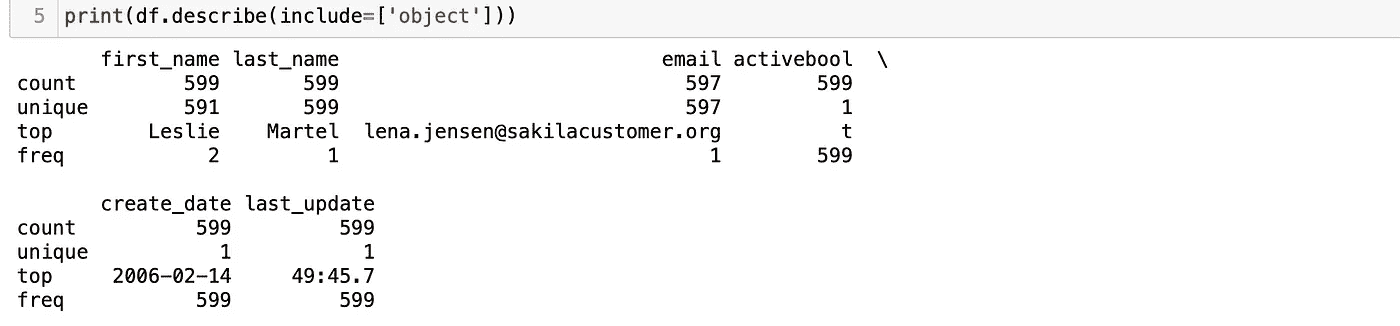 5 print(df.describe(include=['object']))
first_name last_name email activebool \
count 599 599 597 599
unique 591 599 597 1
top Leslie Martel lena.jensen@sakilacustomer.org t
freq 2 1 1 599
create_date last_update
count 599 599
unique 1 1
top 2006-02-14 49:45.7
freq 599 599